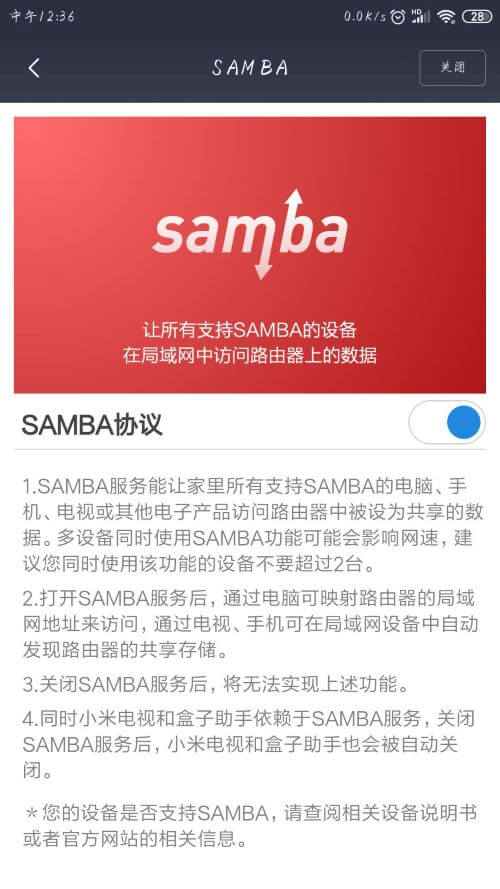 中午12:36 0.0K/s HD 28
SAMBA 关闭
samba
让所有支持SAMBA的设备
在局域网中访问路由器上的数据
SAMBA协议
1.SAMBA服务能让家里所有支持SAMBA的电脑、手
机、电视或其他电子产品访问路由器中被设为共享的数
据。多设备同时使用SAMBA功能可能会影响网速，建
议您同时使用该功能的设备不要超过2台。
2.打开SAMBA服务后，通过电脑可映射路由器的局域
网地址来访问，通过电视、手机可在局域网设备中自动
发现路由器的共享存储。
3.关闭SAMBA服务后，将无法实现上述功能。
4.同时小米电视和盒子助手依赖于SAMBA服务，关闭
SAMBA服务后，小米电视和盒子助手也会被自动关
闭。
＊您的设备是否支持SAMBA，请查阅相关设备说明书
或者官方网站的相关信息。